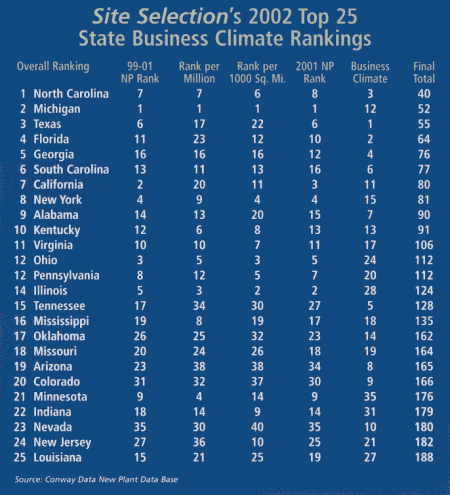 Site Selection's 2002 Top 25
State Business Climate Rankings
Overall Ranking 99-01 NP Rank Rank per Million Rank per 1000 Sq. Mi. 2001 NP Rank Business Climate Final Total
1 North Carolina 7 7 6 8 3 40
2 Michigan 1 1 1 1 12 52
3 Texas 6 17 22 6 1 55
4 Florida 11 23 12 10 2 64
5 Georgia 16 16 16 12 4 76
6 South Carolina 13 11 13 16 6 77
7 California 2 20 11 3 11 80
8 New York 4 9 4 4 15 81
9 Alabama 14 13 20 15 7 90
10 Kentucky 12 6 8 13 13 91
11 Virginia 10 10 7 11 17 106
12 Ohio 3 5 3 5 24 112
12 Pennsylvania 8 12 5 7 20 112
14 Illinois 5 3 2 2 28 124
15 Tennessee 17 34 30 27 5 128
16 Mississippi 19 8 19 17 18 135
17 Oklahoma 26 25 32 23 14 162
18 Missouri 20 24 26 18 19 164
19 Arizona 23 38 38 34 8 165
20 Colorado 31 32 37 30 9 166
21 Minnesota 9 4 14 9 35 176
22 Indiana 18 14 9 14 31 179
23 Nevada 35 30 40 35 10 180
24 New Jersey 27 36 10 25 21 182
25 Louisiana 15 21 25 19 27 188
Source: Conway Data New Plant Data Base